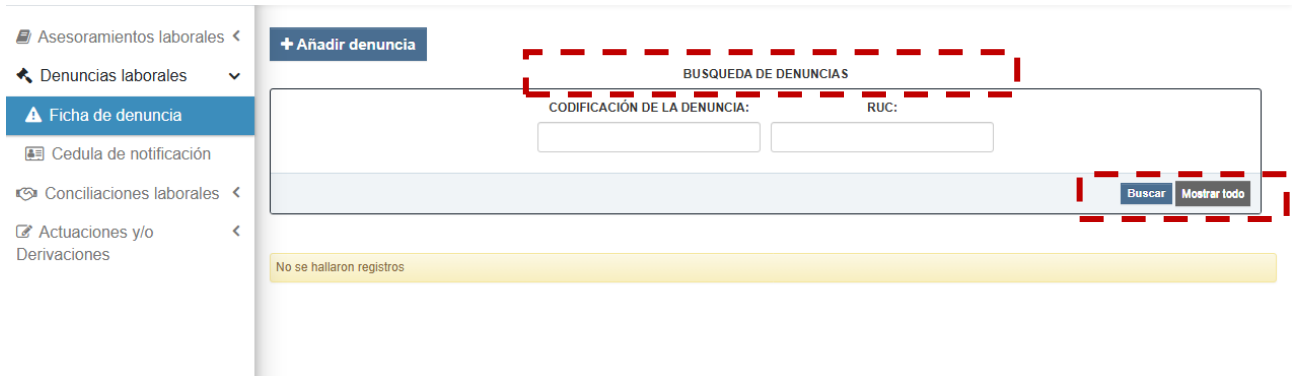 Asesoramientos laborales
Denuncias laborales
Ficha de denuncia
Cedula de notificación
Conciliaciones laborales
Actuaciones y/o
Derivaciones
+ Añadir denuncia
BUSQUEDA DE DENUNCIAS
CODIFICACIÓN DE LA DENUNCIA: RUC:
Buscar Mostrar todo
No se hallaron registros